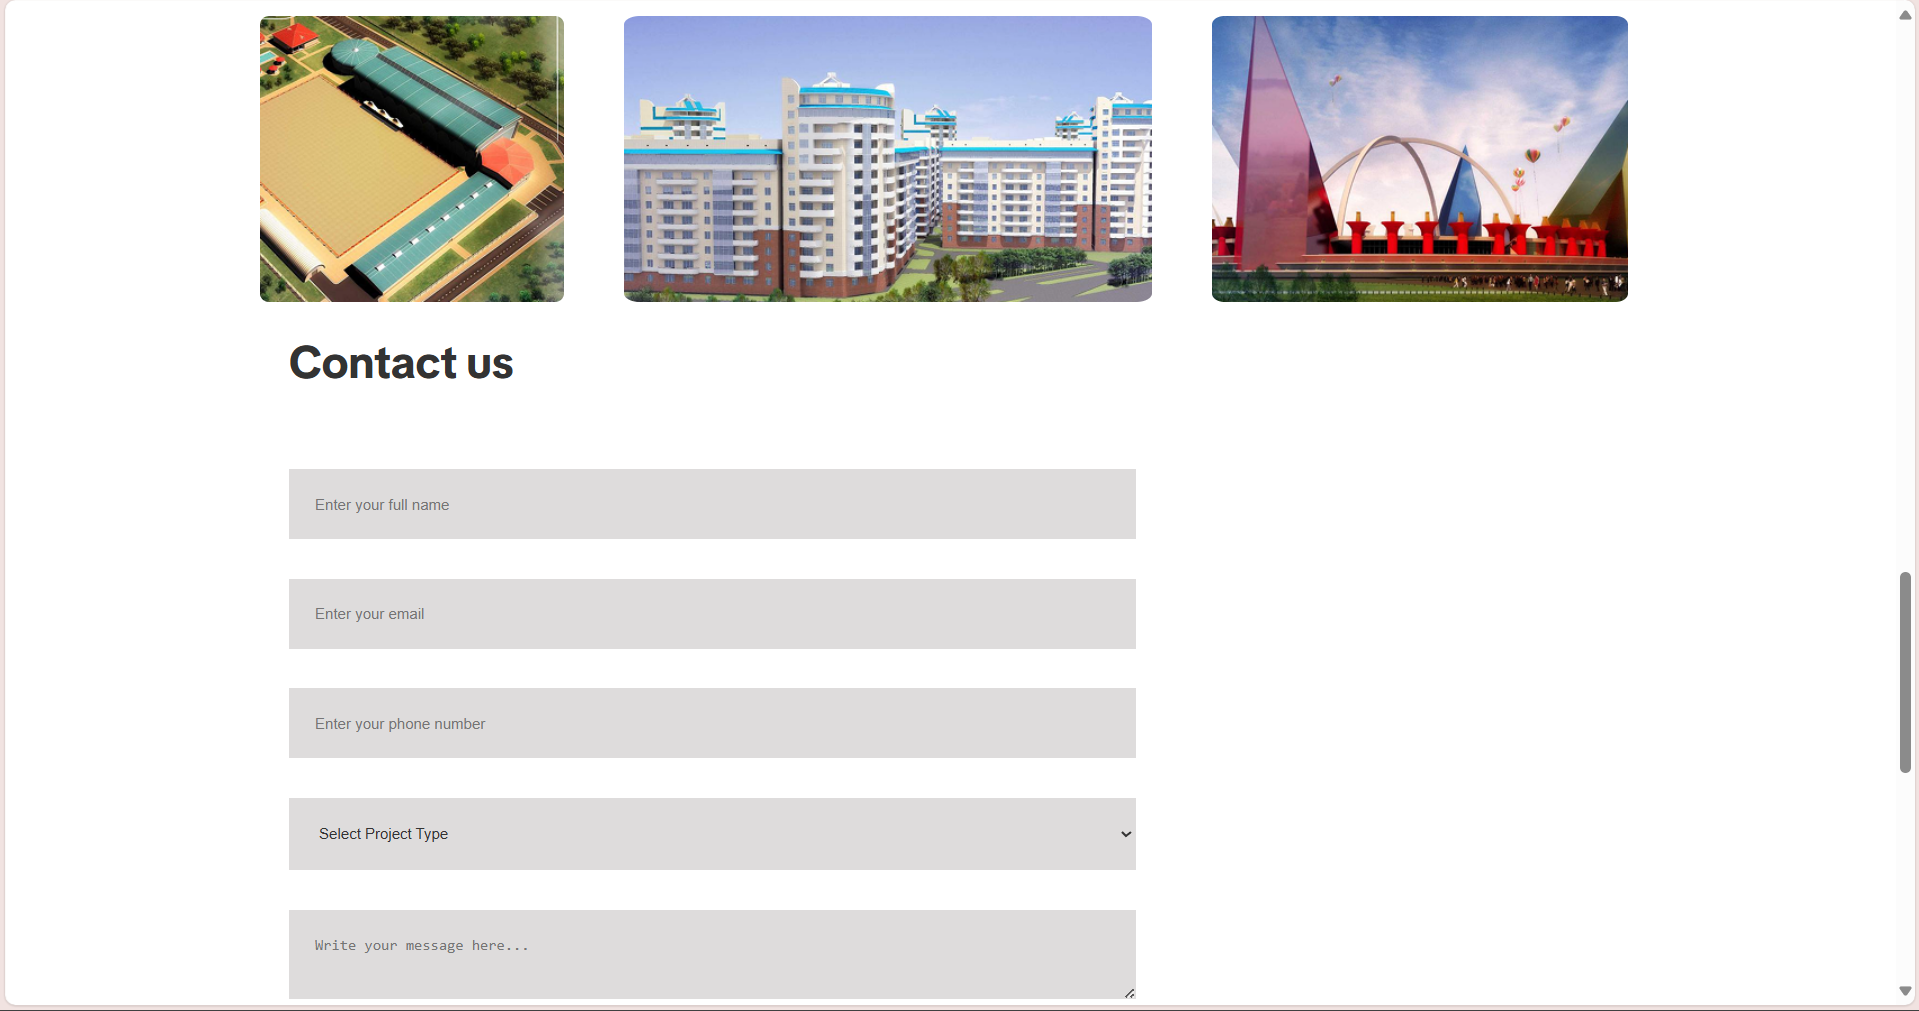 Contact us
Enter your full name
Enter your email
Enter your phone number
Select Project Type
Write your message here...